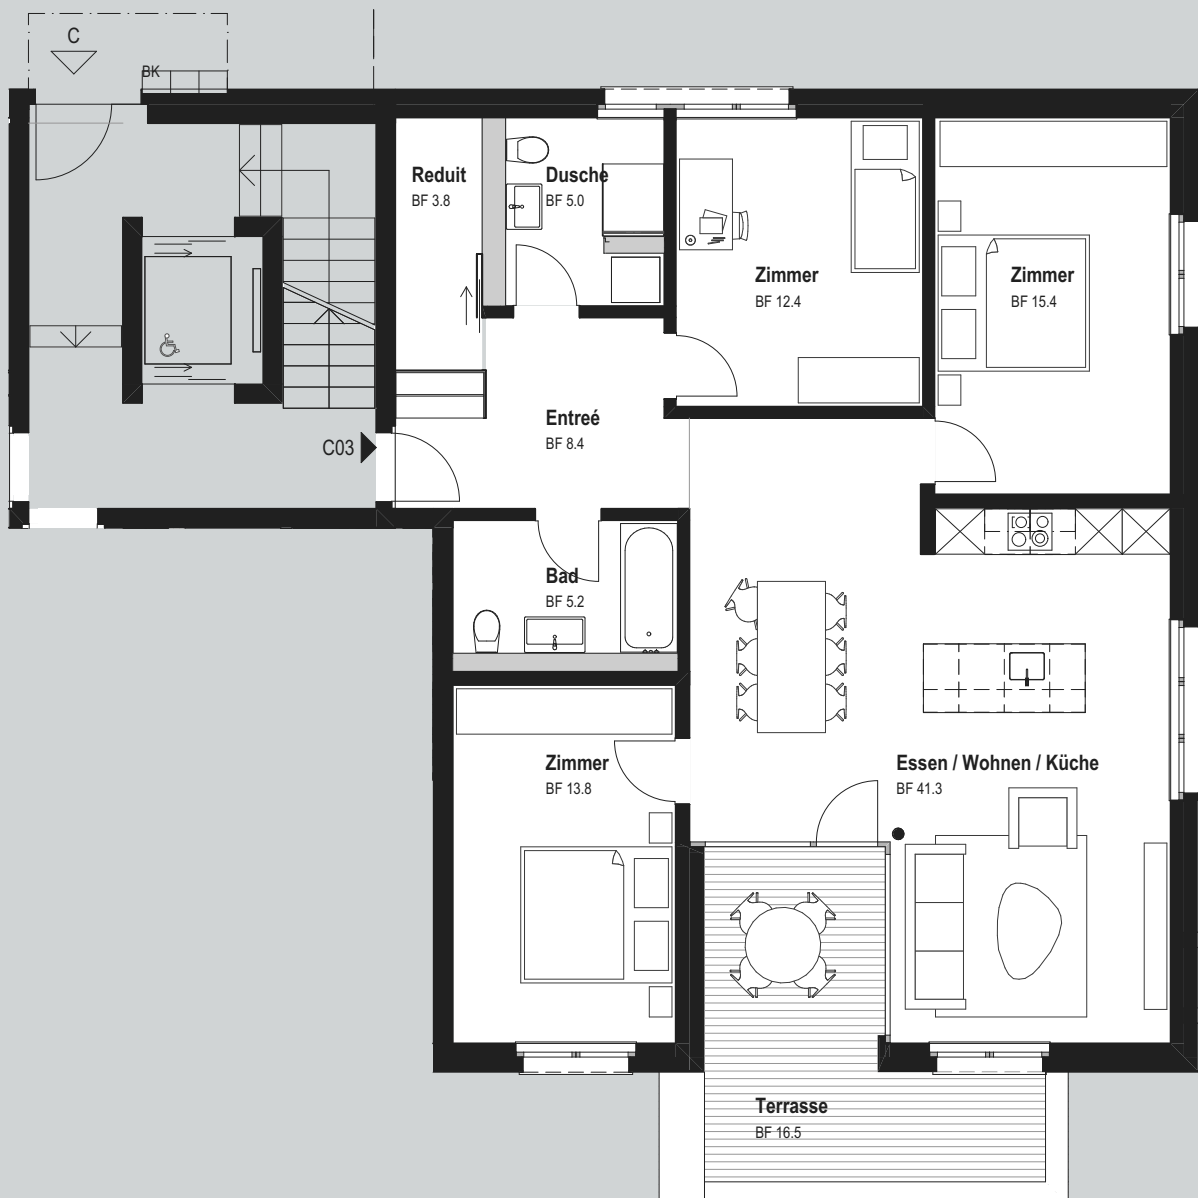 C
BK
Reduit
BF 3.8
Dusche
BF 5.0
Zimmer
BF 12.4
Zimmer
BF 15.4
Entreé
BF 8.4
C03
Bad
BF 5.2
Zimmer
BF 13.8
Essen / Wohnen / Küche
BF 41.3
Terrasse
BF 16.5